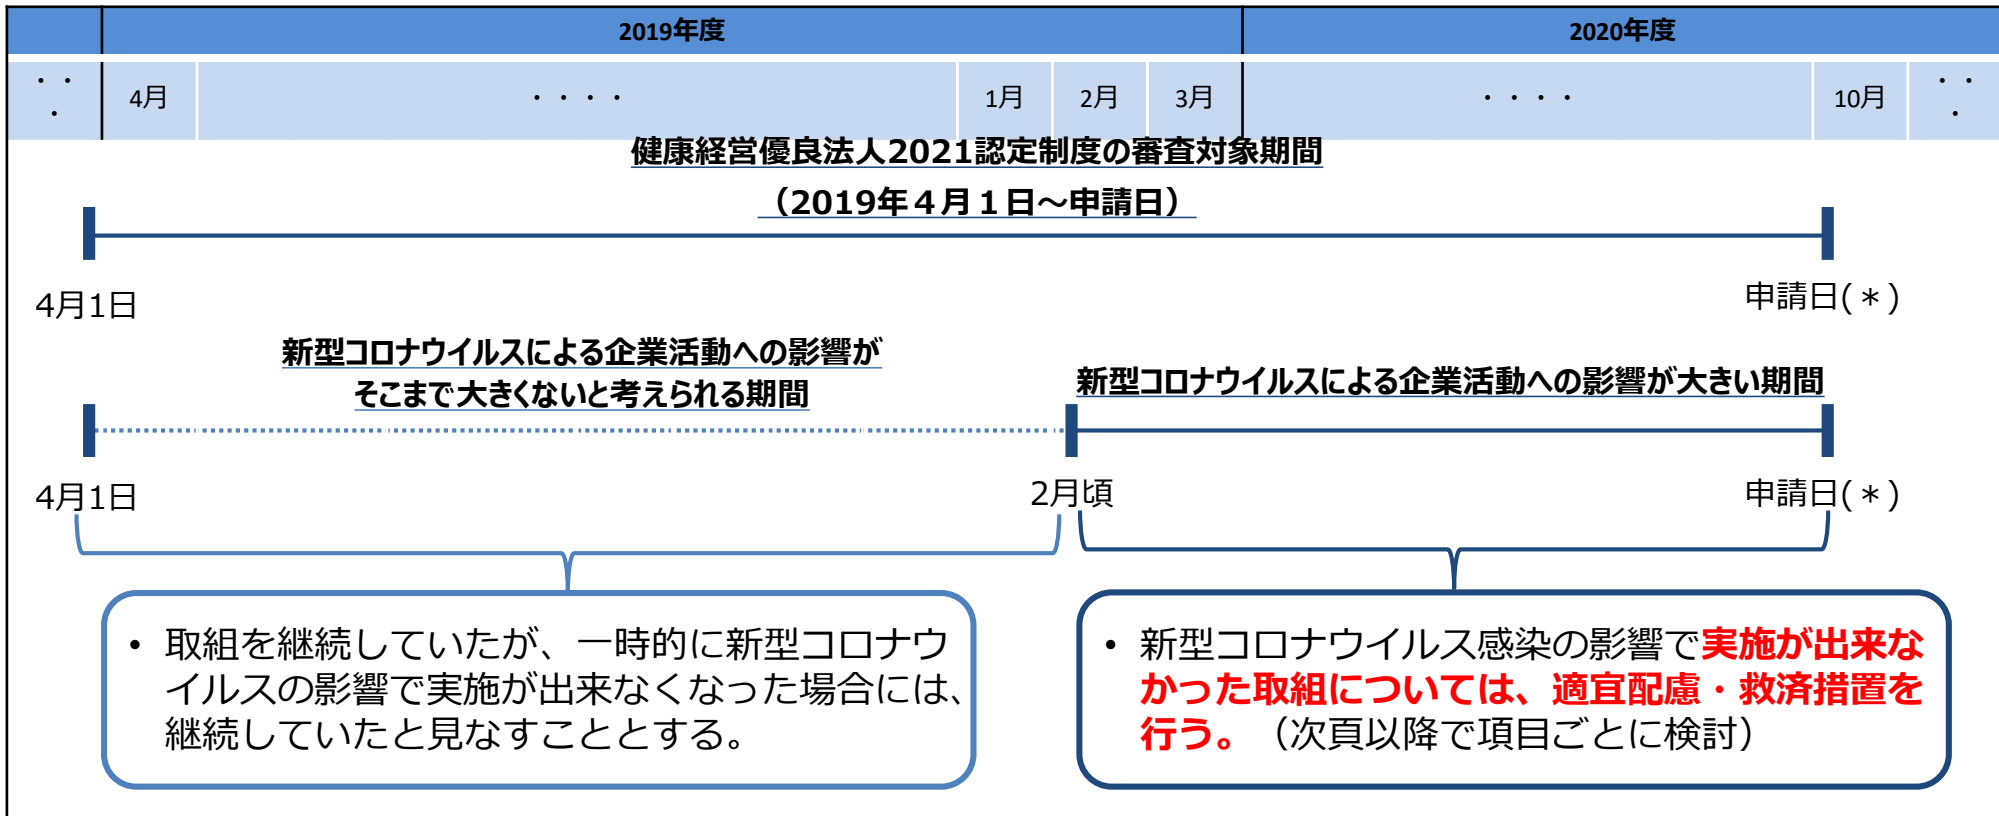 2019年度
2020年度
・・・
4月
・・・・
1月
2月
3月
・・・・
10月
・・・
健康経営優良法人2021認定制度の審査対象期間
（2019年４月１日～申請日）
4月1日
申請日(＊)
新型コロナウイルスによる企業活動への影響が
そこまで大きくないと考えられる期間
新型コロナウイルスによる企業活動への影響が大きい期間
4月1日
2月頃
申請日(＊)
• 取組を継続していたが、一時的に新型コロナウ
イルスの影響で実施が出来なくなった場合には、
継続していたと見なすこととする。
• 新型コロナウイルス感染の影響で実施が出来な
かった取組については、適宜配慮・救済措置を
行う。（次頁以降で項目ごとに検討）